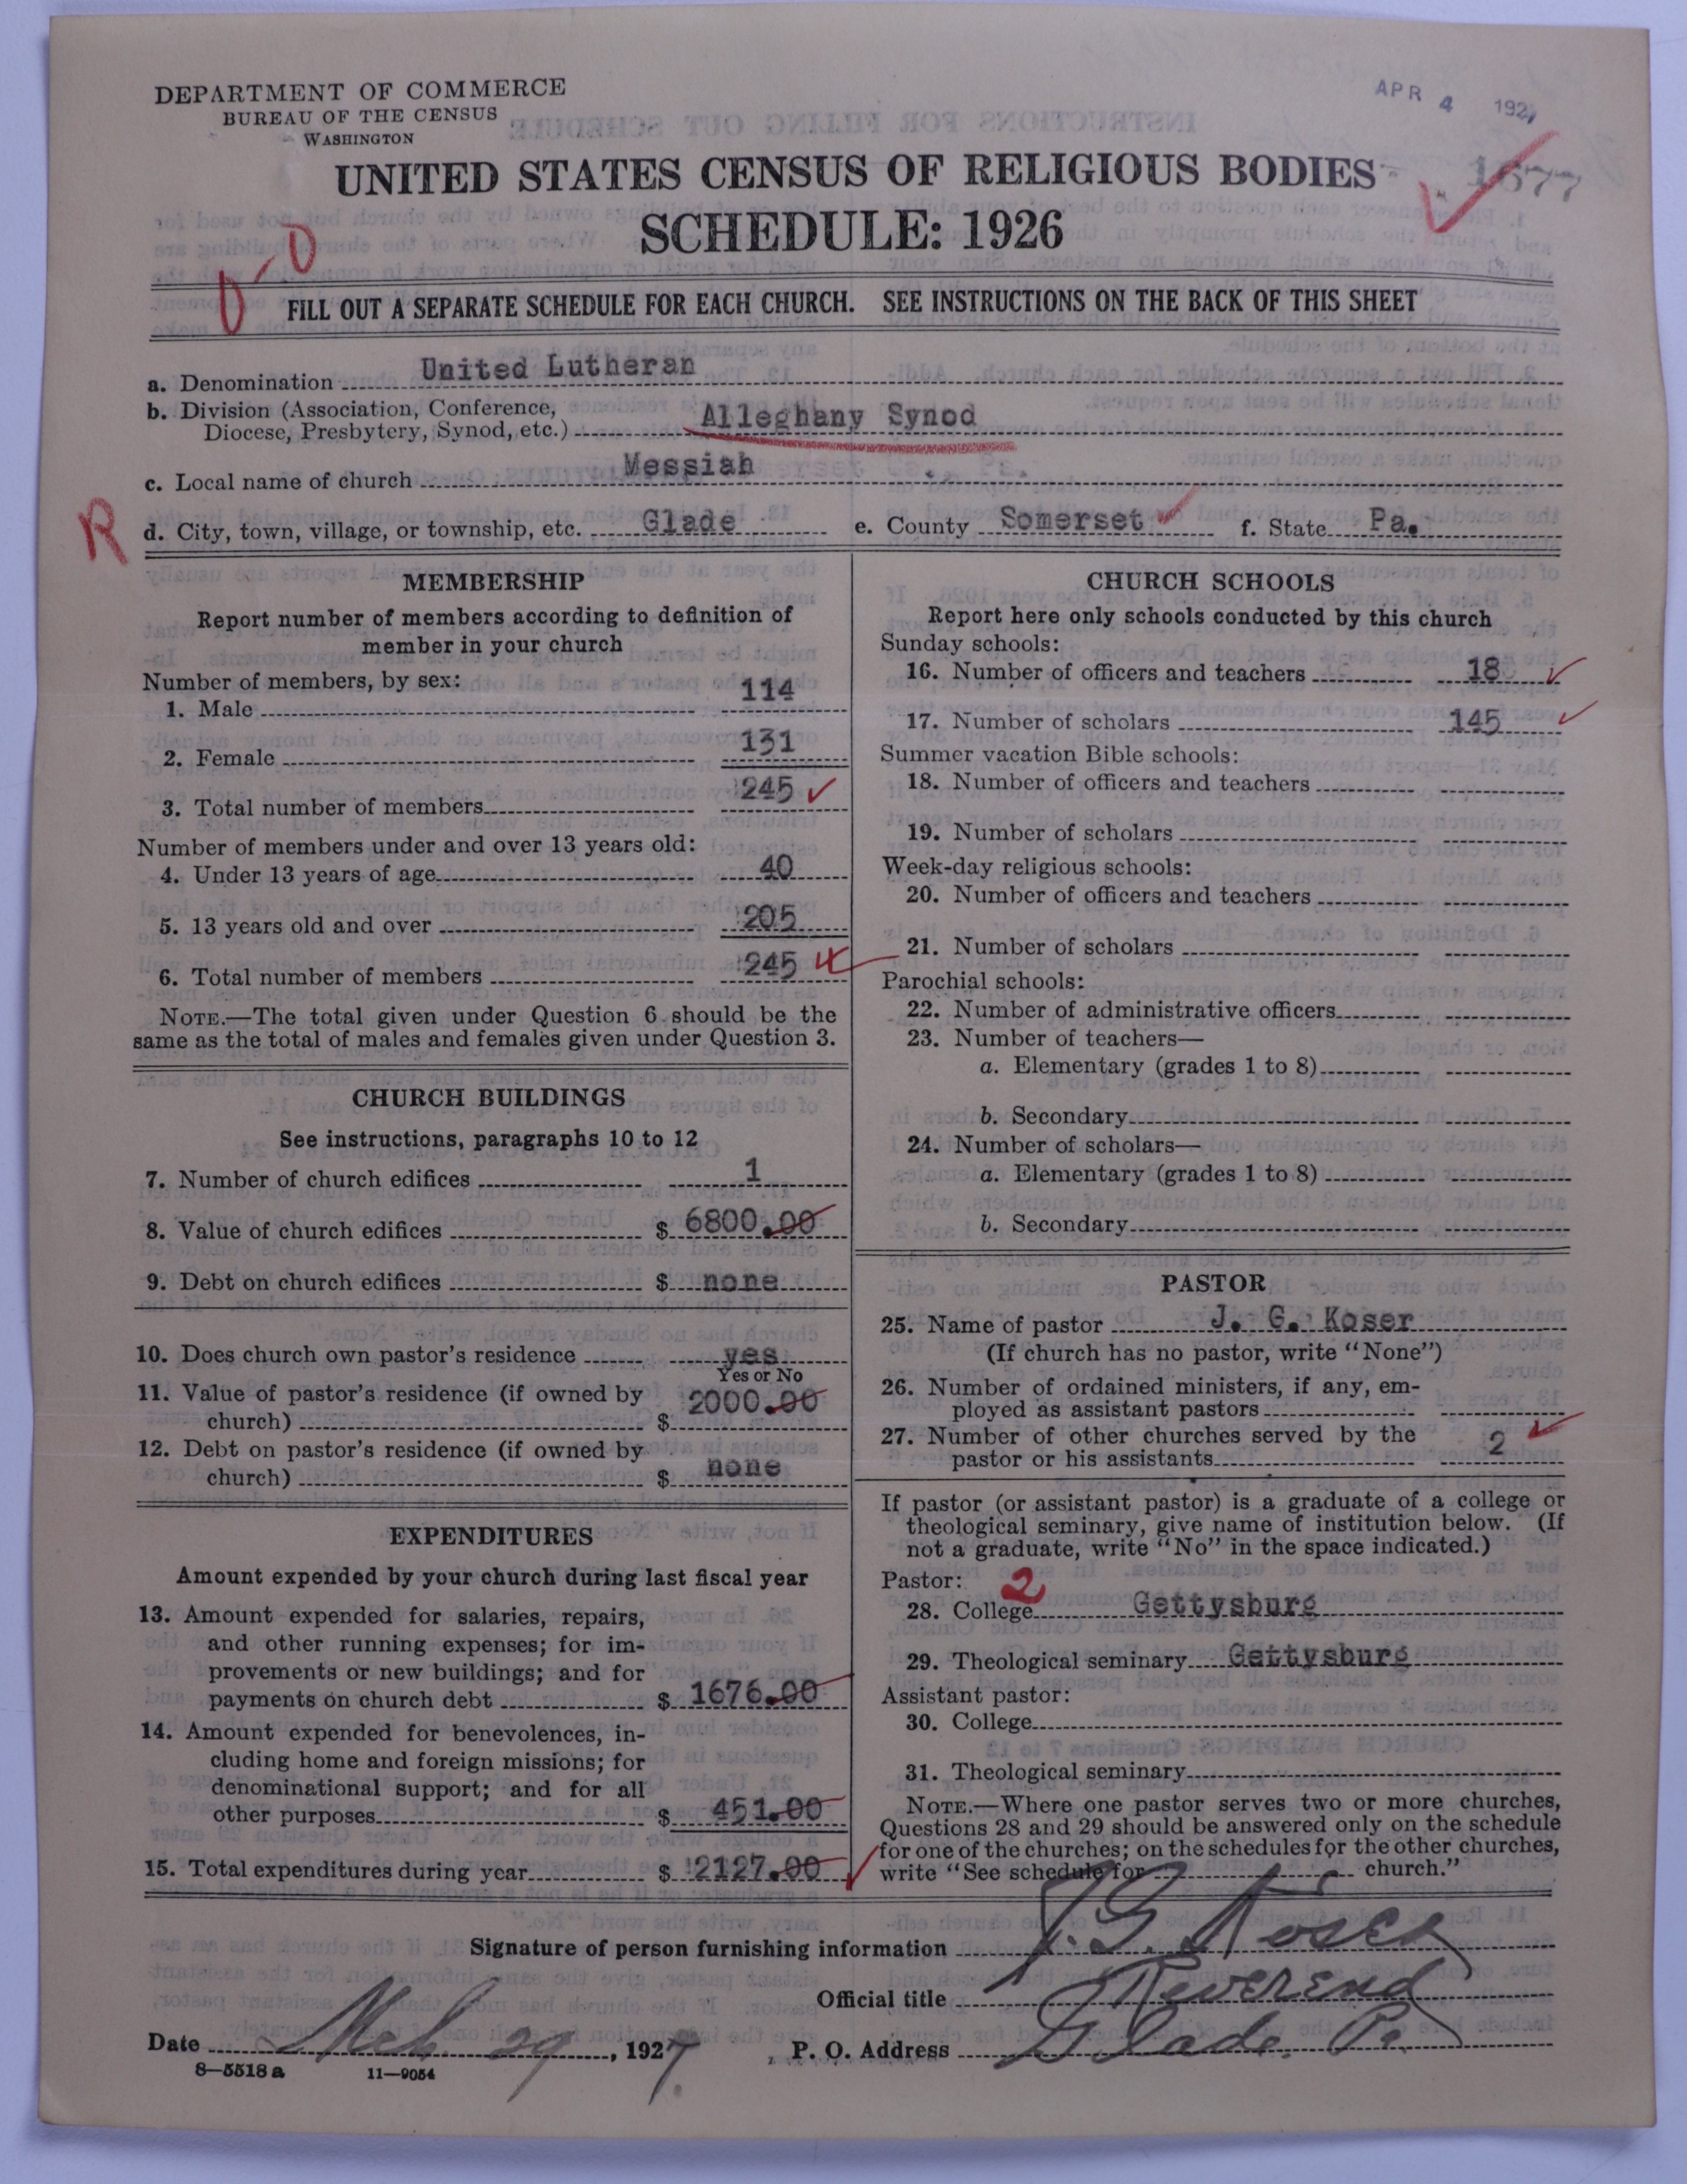 DEPARTMENT OF COMMERCE
BUREAU OF THE CENSUS
WASHINGTON
APR 4 192
1677
UNITED STATES CENSUS OF RELIGIOUS BODIES
SCHEDULE: 1926
FILL OUT A SEPARATE SCHEDULE FOR EACH CHURCH. SEE INSTRUCTIONS ON THE BACK OF THIS SHEET
a. Denomination United Lutheran
b. Division (Association, Conference,
Diocese, Presbytery, Synod, etc.) Alleghany Synod
c. Local name of church Messiah
R
d. City, town, village, or township, etc. Glade e. County Somerset f. State Pa.
MEMBERSHIP
Report number of members according to definition of
member in your church
Number of members, by sex:
1. Male 114
2. Female 131
3. Total number of members 245
Number of members under and over 13 years old:
4. Under 13 years of age 40
5. 13 years old and over 205
6. Total number of members 245
NOTE.—The total given under Question 6 should be the
same as the total of males and females given under Question 3.
CHURCH BUILDINGS
See instructions, paragraphs 10 to 12
7. Number of church edifices 1
8. Value of church edifices $ 6800.00
9. Debt on church edifices $ none
10. Does church own pastor's residence yes
Yes or No
11. Value of pastor's residence (if owned by
church) $ 2000.00
12. Debt on pastor's residence (if owned by
church) $ none
EXPENDITURES
Amount expended by your church during last fiscal year
13. Amount expended for salaries, repairs,
and other running expenses; for im-
provements or new buildings; and for
payments on church debt $ 1676.00
14. Amount expended for benevolences, in-
cluding home and foreign missions; for
denominational support; and for all
other purposes $ 451.00
15. Total expenditures during year $ 2127.00
CHURCH SCHOOLS
Report here only schools conducted by this church
Sunday schools:
16. Number of officers and teachers 18
17. Number of scholars 145
Summer vacation Bible schools:
18. Number of officers and teachers
19. Number of scholars
Week-day religious schools:
20. Number of officers and teachers
21. Number of scholars
Parochial schools:
22. Number of administrative officers
23. Number of teachers—
a. Elementary (grades 1 to 8)
b. Secondary
24. Number of scholars—
a. Elementary (grades 1 to 8)
b. Secondary
PASTOR
25. Name of pastor J. G. Koser
(If church has no pastor, write "None")
26. Number of ordained ministers, if any, em-
ployed as assistant pastors
27. Number of other churches served by the
pastor or his assistants 2
If pastor (or assistant pastor) is a graduate of a college or
theological seminary, give name of institution below. (If
not a graduate, write "No" in the space indicated.)
Pastor: 2
28. College Gettysburg
29. Theological seminary Gettysburg
Assistant pastor:
30. College
31. Theological seminary
NOTE.—Where one pastor serves two or more churches,
Questions 28 and 29 should be answered only on the schedule
for one of the churches; on the schedules for the other churches,
write "See schedule for church."
Signature of person furnishing information J. G. Koser
Official title Reverend
Date Mch 29, 1927. P. O. Address Glade Pa.
8—5518 a 11—9054